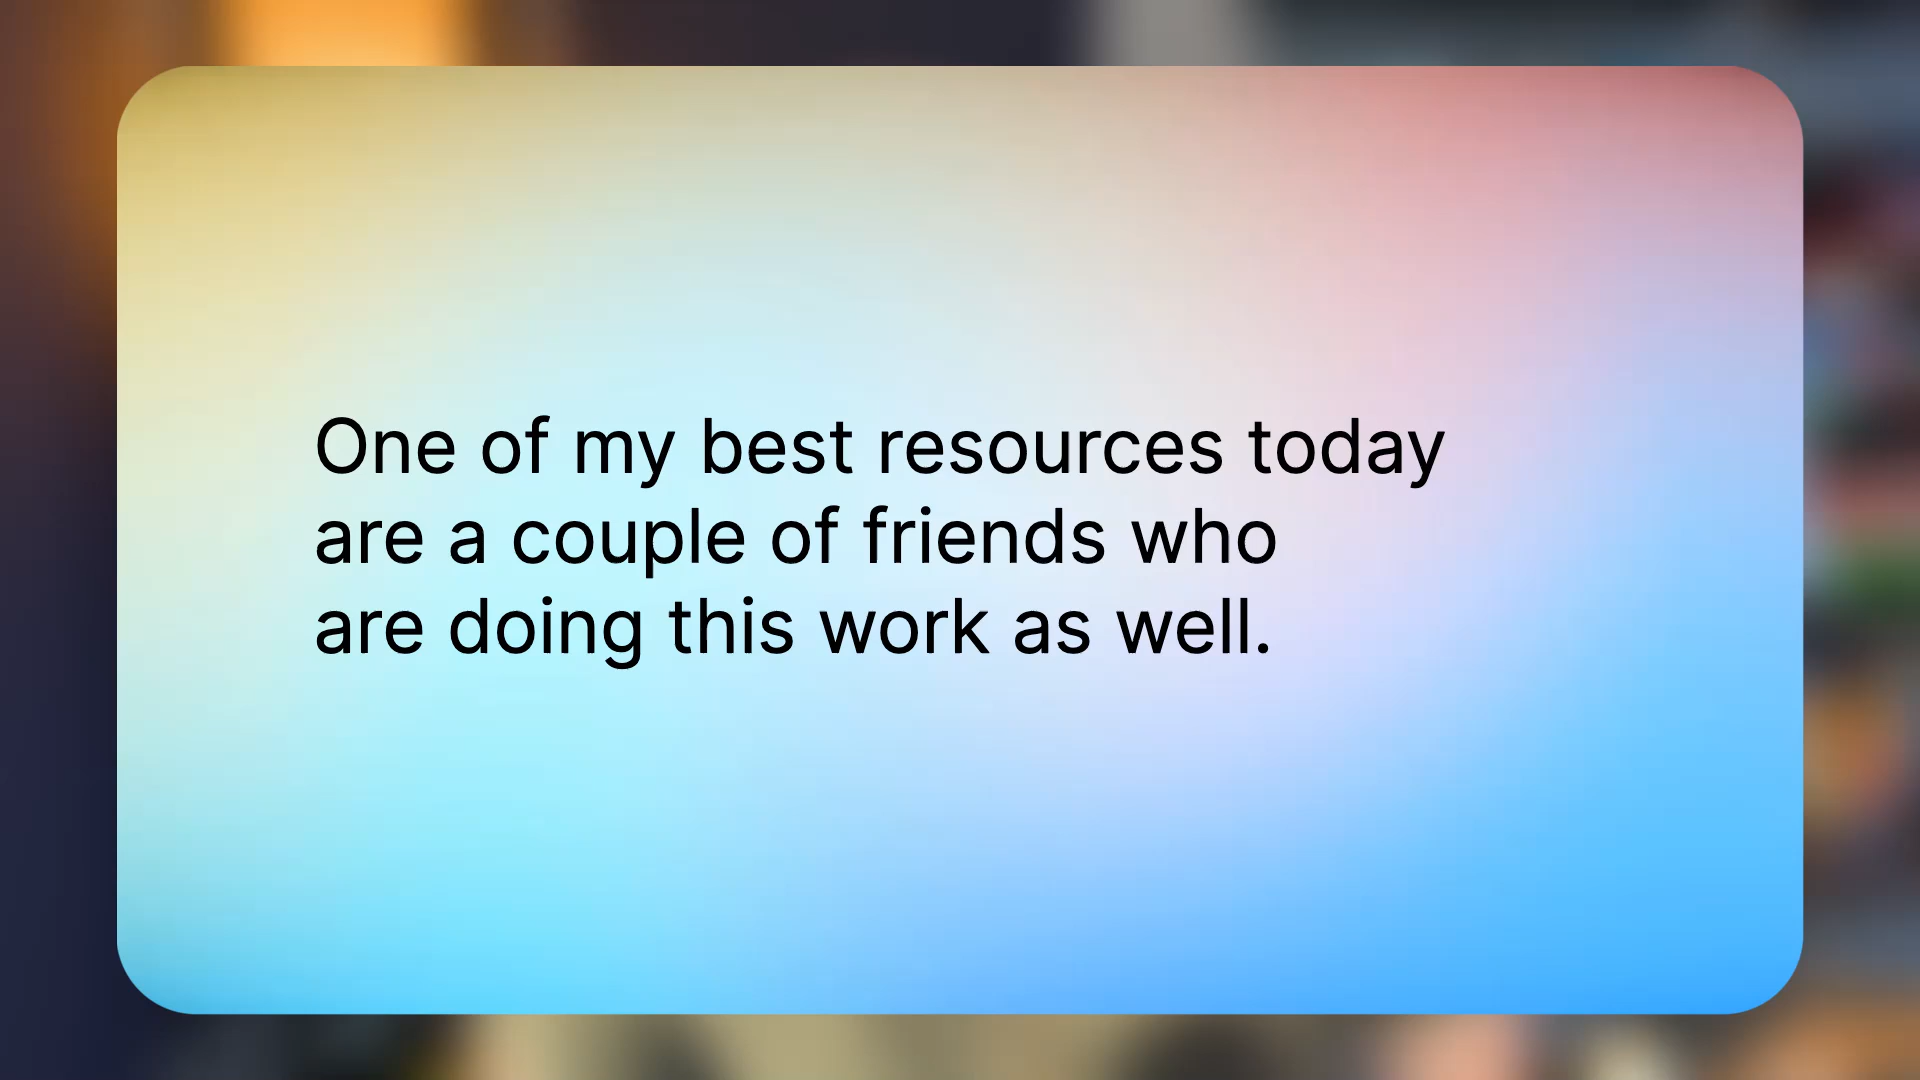 One of my best resources today
are a couple of friends who
are doing this work as well.